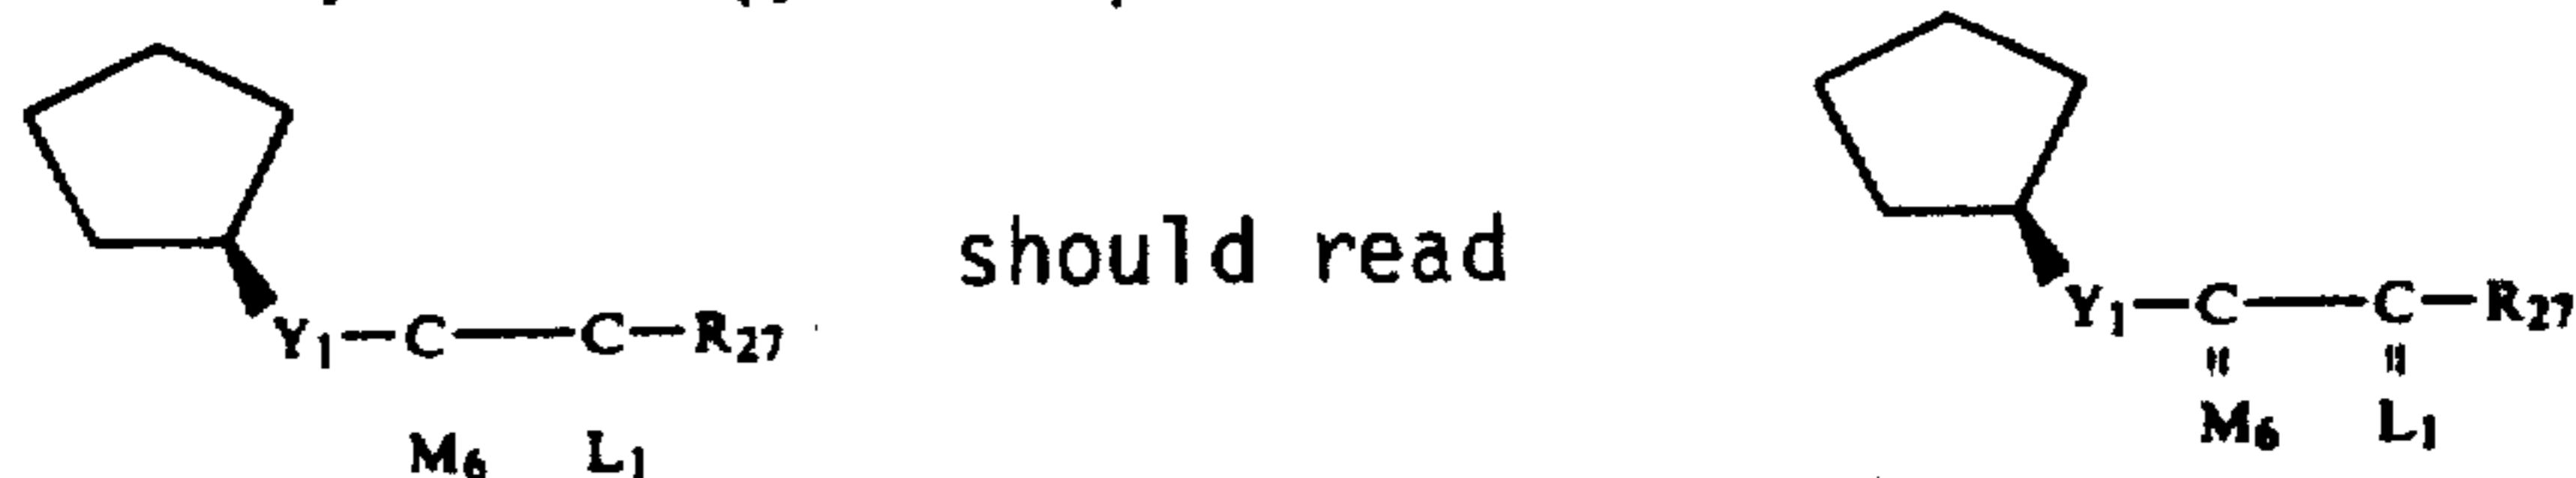 should read
Y₁—C—C—R₂₇
M₆ L₁
Y₁—C—C—R₂₇
M₆ L₁